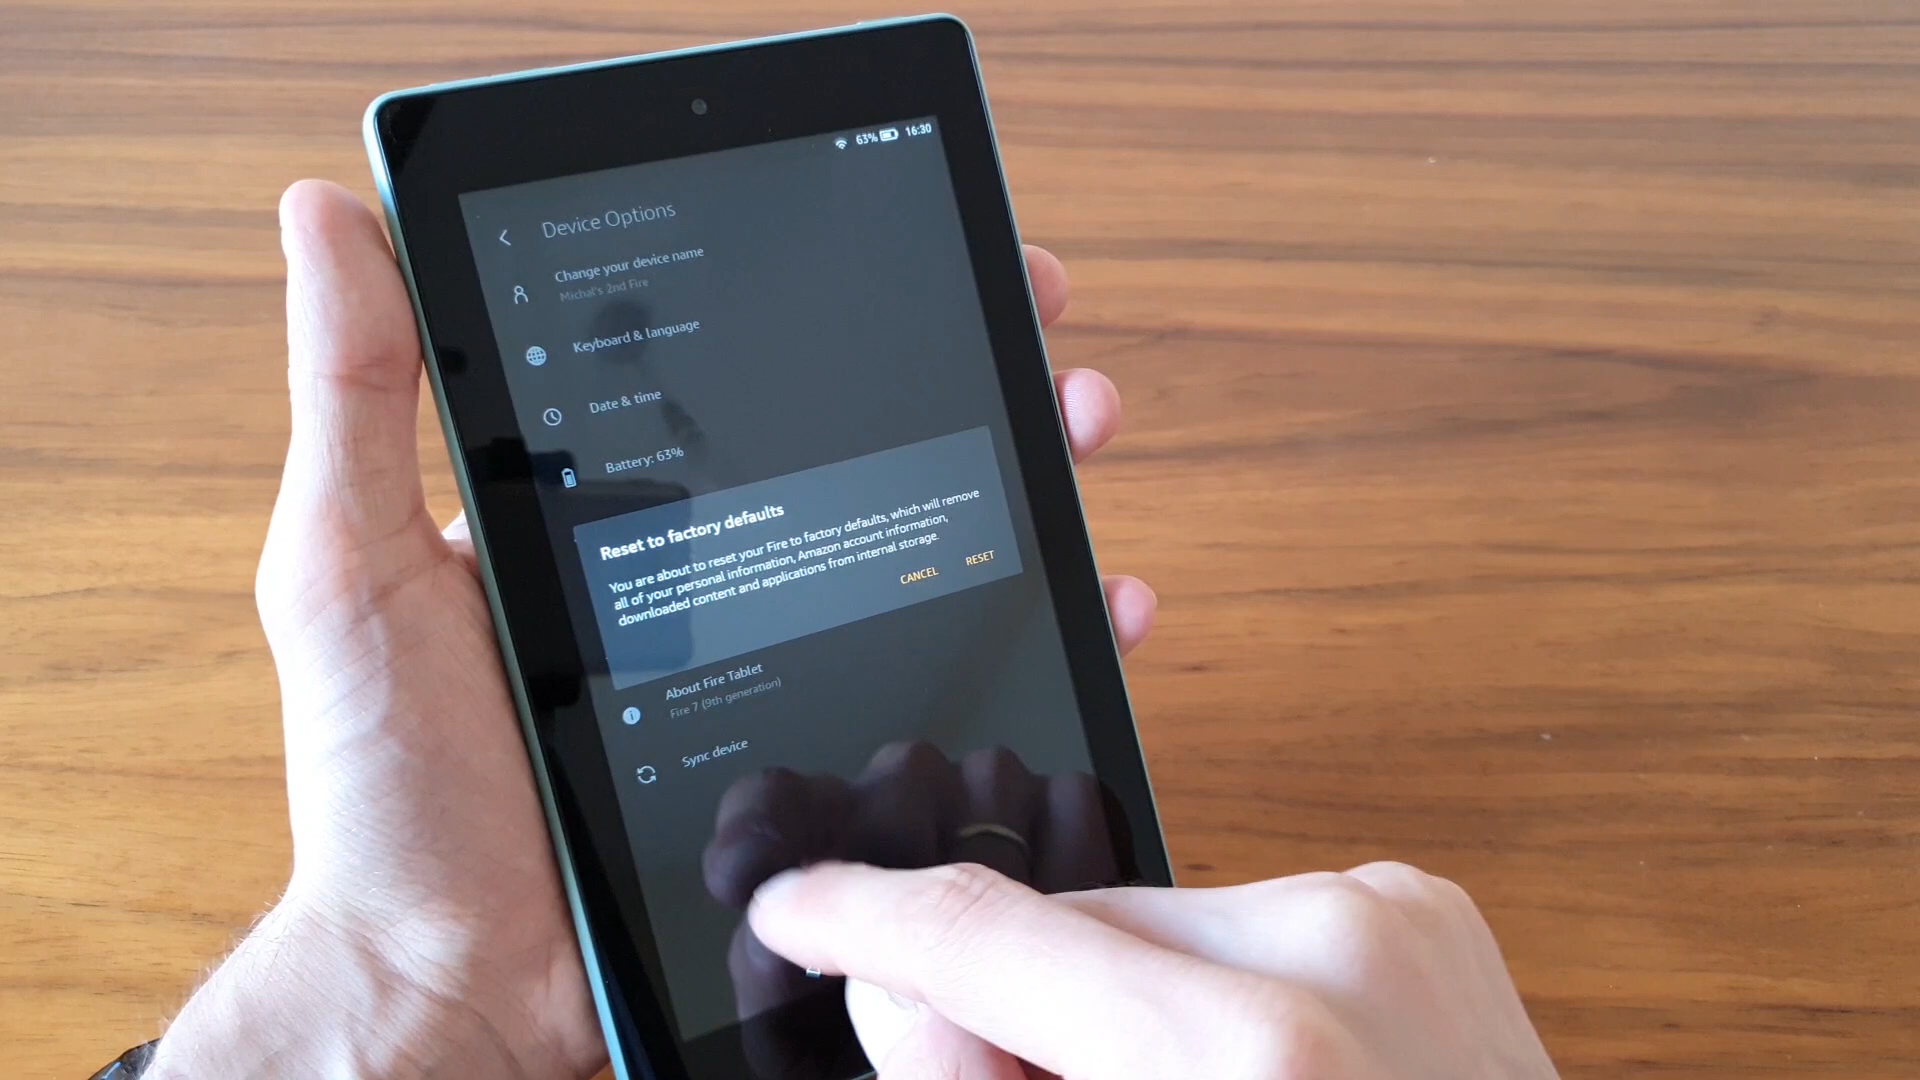 63% 16:30
Device Options
Change your device name
Michal's 2nd Fire
Keyboard & language
Date & time
Battery: 63%
Reset to factory defaults
You are about to reset your Fire to factory defaults, which will remove
all of your personal information, Amazon account information,
downloaded content and applications from internal storage.
CANCEL RESET
About Fire Tablet
Fire 7 (9th generation)
Sync device